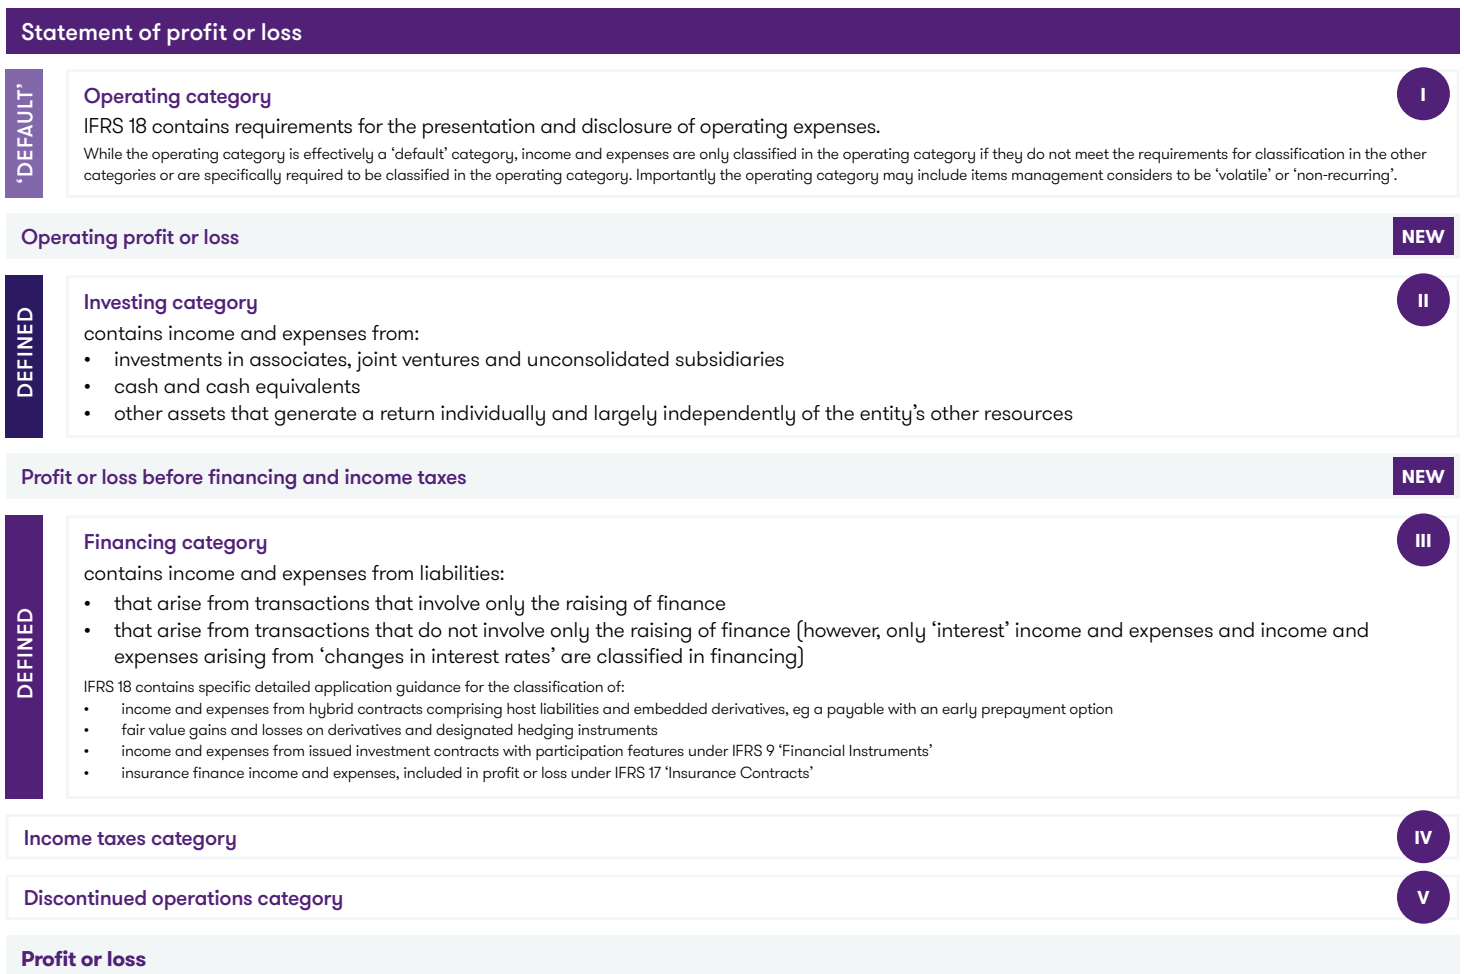 Statement of profit or loss
‘DEFAULT’
Operating category
I
IFRS 18 contains requirements for the presentation and disclosure of operating expenses.
While the operating category is effectively a ‘default’ category, income and expenses are only classified in the operating category if they do not meet the requirements for classification in the other
categories or are specifically required to be classified in the operating category. Importantly the operating category may include items management considers to be ‘volatile’ or ‘non-recurring’.
Operating profit or loss
NEW
DEFINED
Investing category
II
contains income and expenses from:
• investments in associates, joint ventures and unconsolidated subsidiaries
• cash and cash equivalents
• other assets that generate a return individually and largely independently of the entity’s other resources
Profit or loss before financing and income taxes
NEW
DEFINED
Financing category
III
contains income and expenses from liabilities:
• that arise from transactions that involve only the raising of finance
• that arise from transactions that do not involve only the raising of finance (however, only ‘interest’ income and expenses and income and
expenses arising from ‘changes in interest rates’ are classified in financing)
IFRS 18 contains specific detailed application guidance for the classification of:
• income and expenses from hybrid contracts comprising host liabilities and embedded derivatives, eg a payable with an early prepayment option
• fair value gains and losses on derivatives and designated hedging instruments
• income and expenses from issued investment contracts with participation features under IFRS 9 ‘Financial Instruments’
• insurance finance income and expenses, included in profit or loss under IFRS 17 ‘Insurance Contracts’
Income taxes category
IV
Discontinued operations category
V
Profit or loss